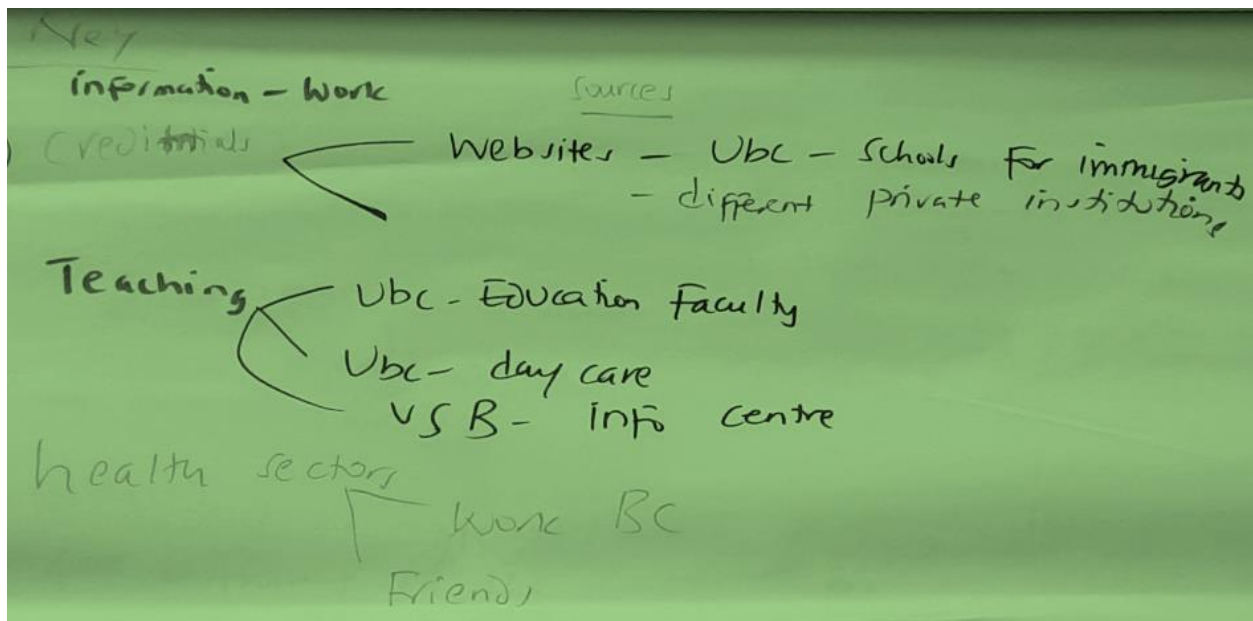 Key
information - work
sources
Creditntials
Websites - Ubc - Schools for immigrants
- different private institutions
Teaching
Ubc - Education Faculty
Ubc - day care
VSB - info centre
health sectors
Work BC
Friends